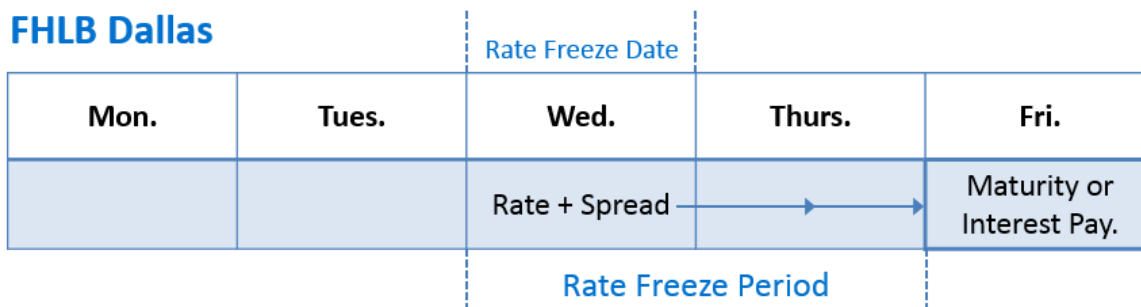 FHLB Dallas
Rate Freeze Date
Mon. Tues. Wed. Thurs. Fri.
Rate + Spread
Maturity or
Interest Pay.
Rate Freeze Period